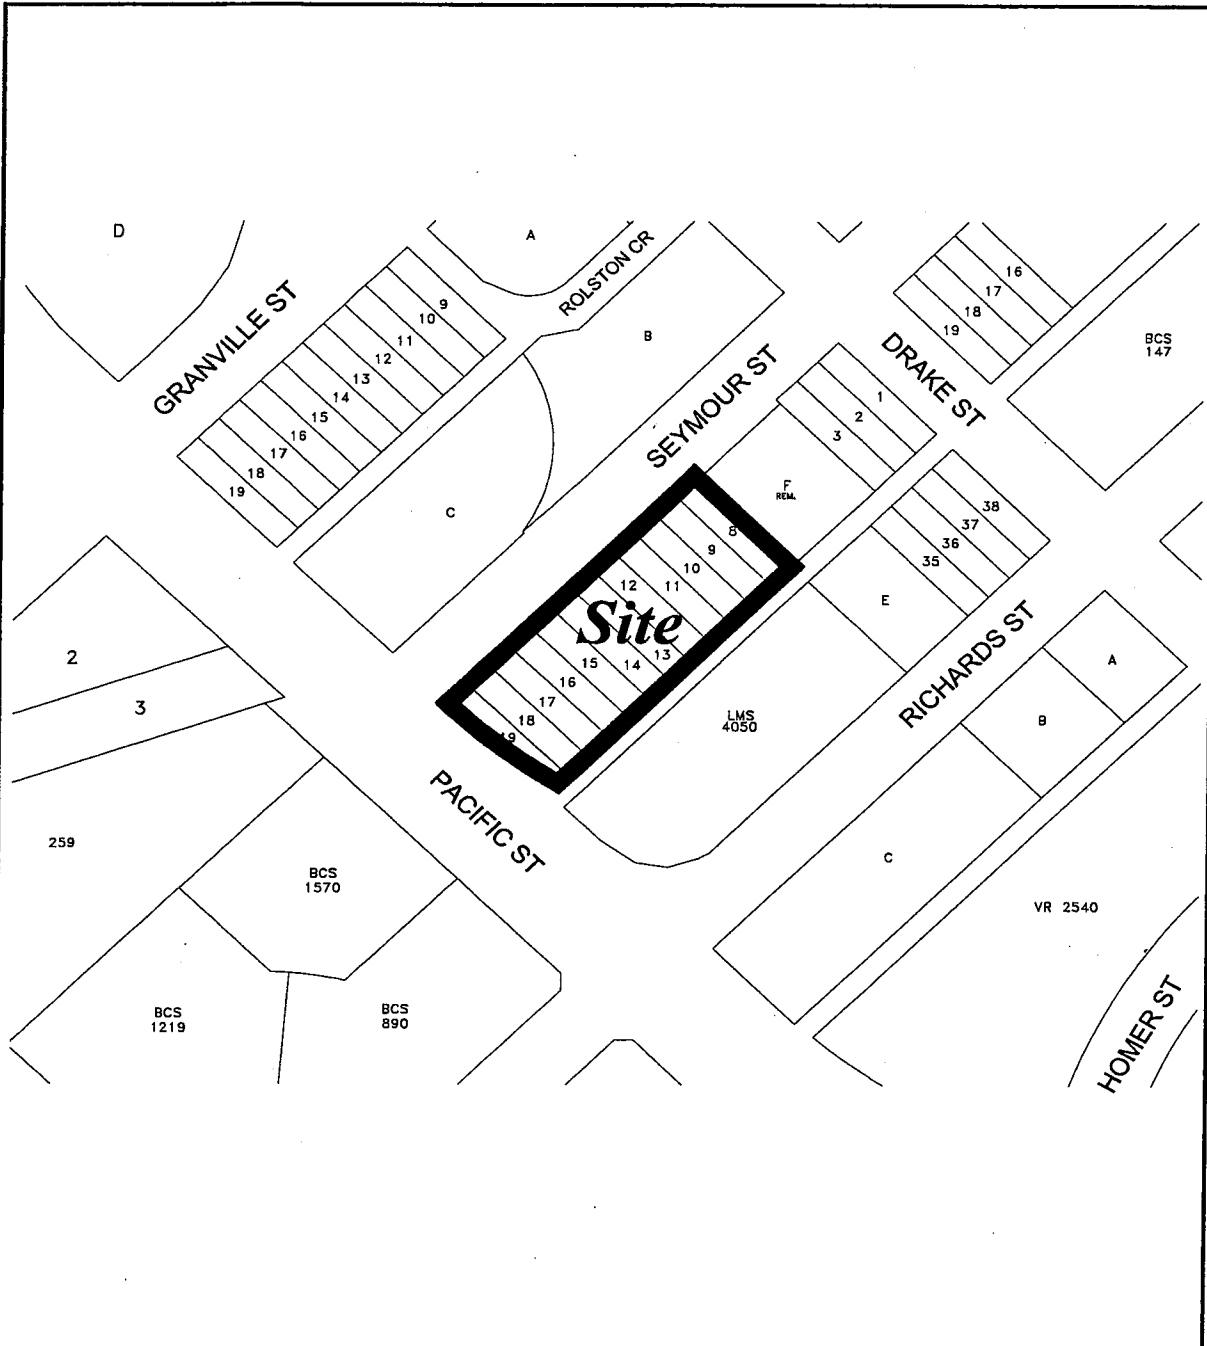 D
A
ROLSTON CR
GRANVILLE ST
9
10
11
12
13
14
15
16
17
18
19
B
C
SEYMOUR ST
DRAKE ST
16
17
18
19
BCS
147
1
2
3
F
REM.
38
37
36
35
E
8
9
10
11
12
Site
13
14
15
16
17
18
19
LMS
4050
RICHARDS ST
A
B
C
2
3
PACIFIC ST
259
BCS
1570
BCS
1219
BCS
890
VR 2540
HOMER ST